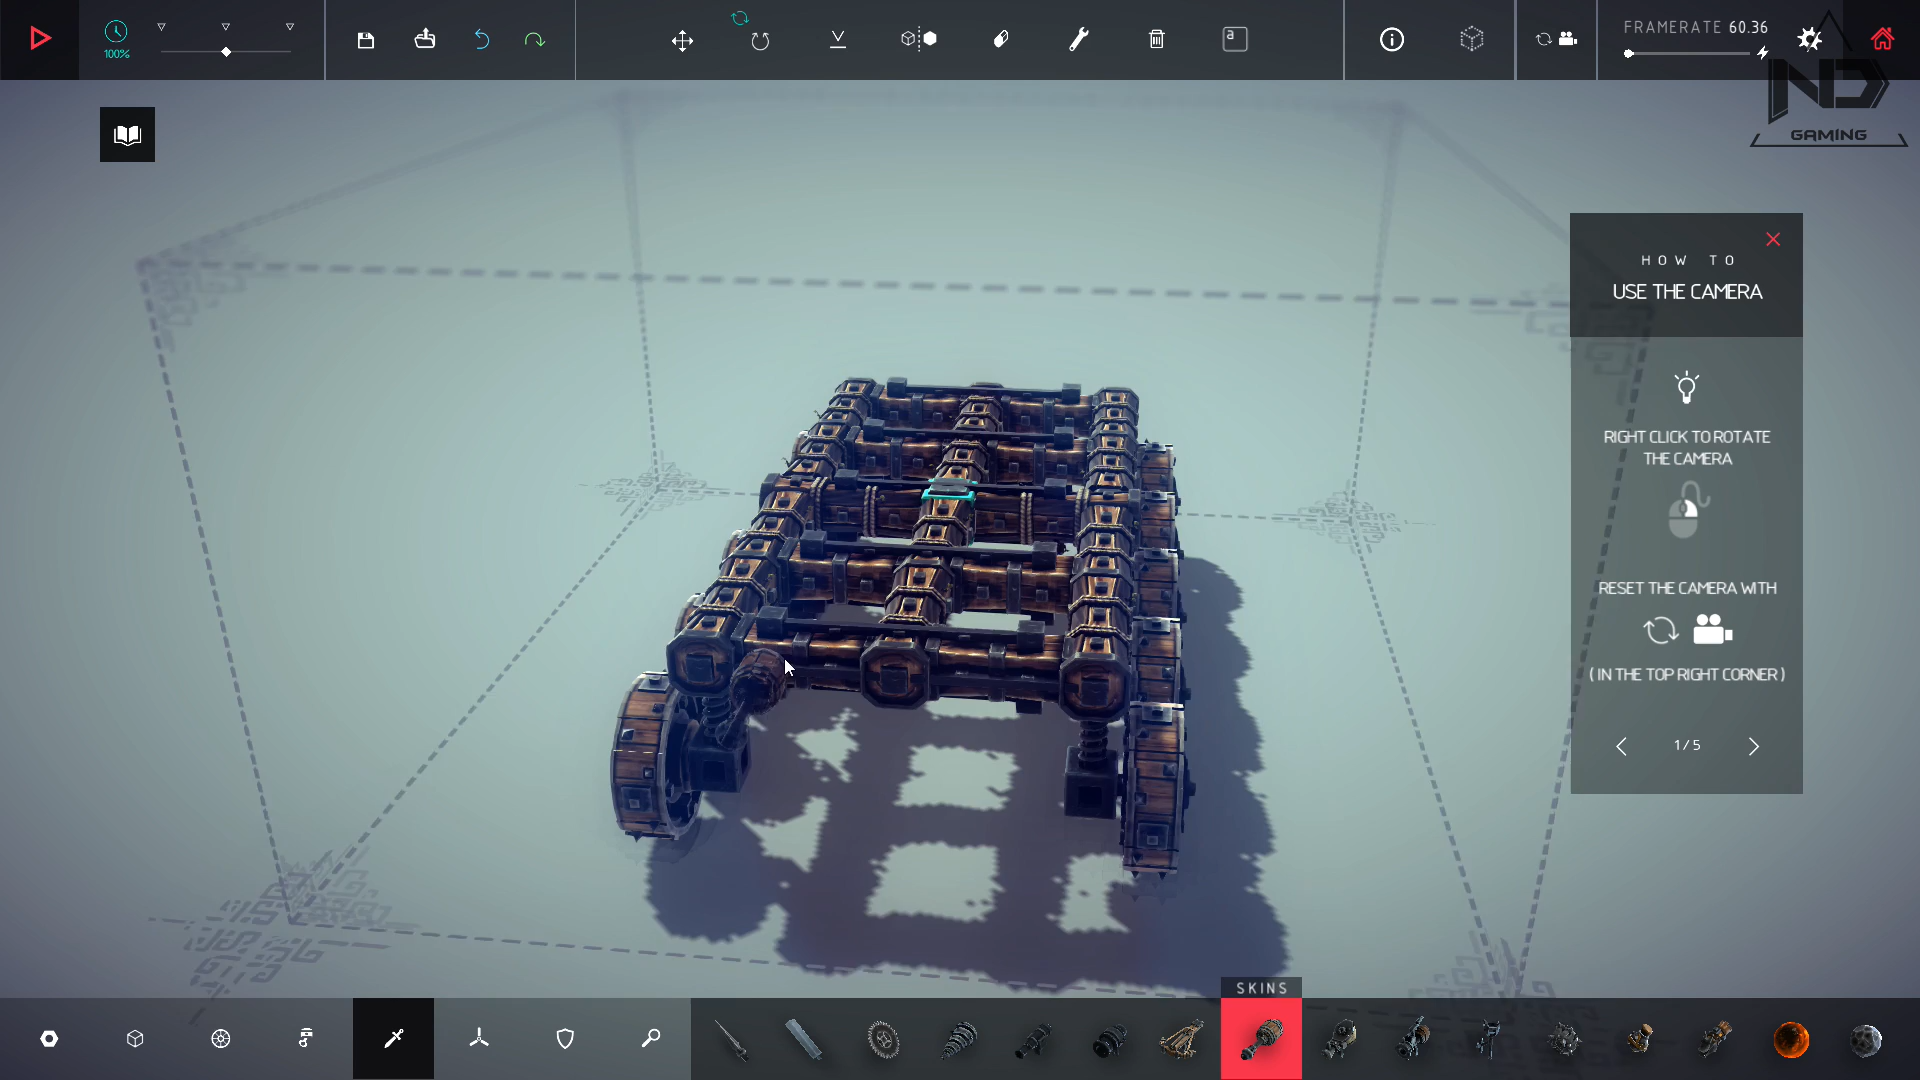 100%
a
FRAMERATE 60.36
ND
GAMING
HOW TO
USE THE CAMERA
RIGHT CLICK TO ROTATE
THE CAMERA
RESET THE CAMERA WITH
( IN THE TOP RIGHT CORNER )
1/5
SKINS